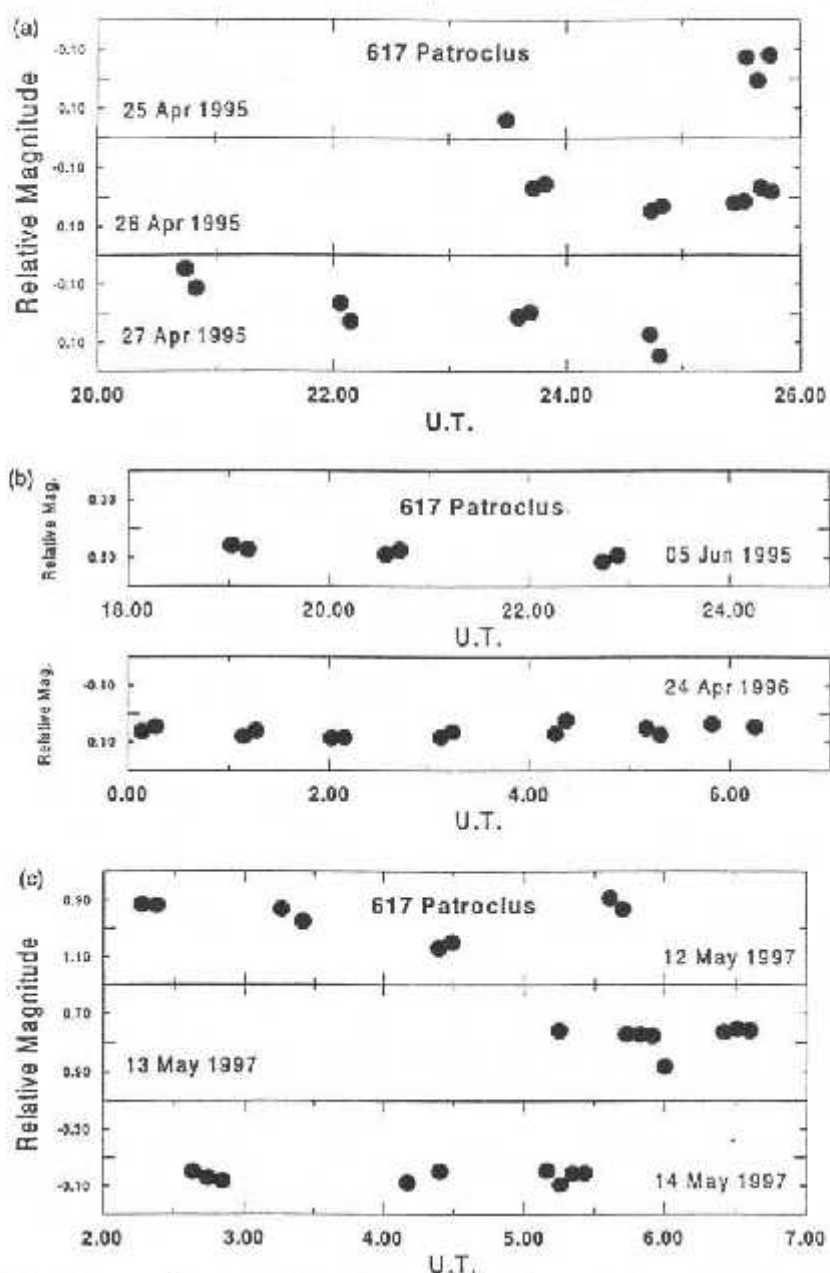 (a)
617 Patroclus
Relative Magnitude
-0.10
0.10
25 Apr 1995
-0.10
0.10
26 Apr 1995
-0.10
0.10
27 Apr 1995
20.00 22.00 24.00 26.00
U.T.
(b)
Relative Mag.
617 Patroclus
05 Jun 1995
18.00 20.00 22.00 24.00
U.T.
Relative Mag.
-0.10
0.10
24 Apr 1996
0.00 2.00 4.00 6.00
U.T.
(c)
Relative Magnitude
0.90
617 Patroclus
1.10
12 May 1997
0.70
13 May 1997
0.90
-0.10
14 May 1997
2.00 3.00 4.00 5.00 6.00 7.00
U.T.